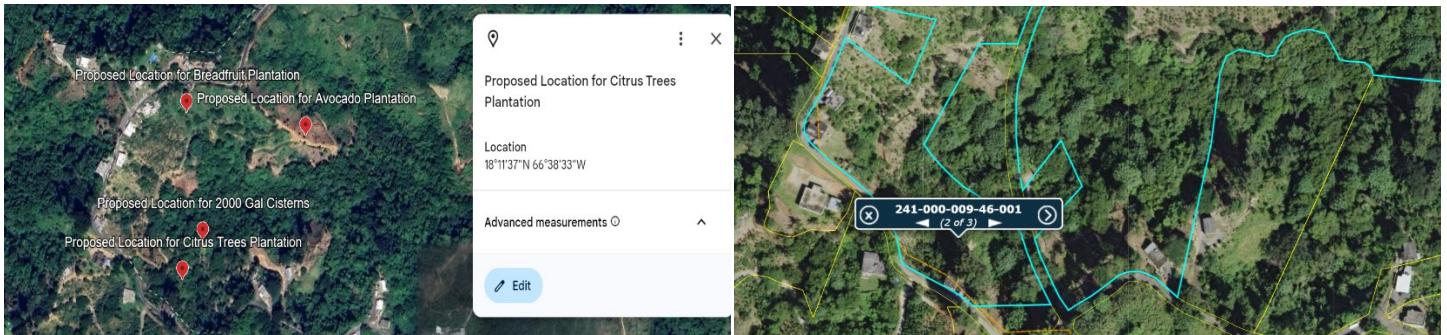 Proposed Location for Breadfruit Plantation
Proposed Location for Avocado Plantation
Proposed Location for 2000 Gal Cisterns
Proposed Location for Citrus Trees Plantation
Proposed Location for Citrus Trees
Plantation
Location
18°11'37"N 66°38'33"W
Advanced measurements
Edit
241-000-009-46-001
(2 of 3)